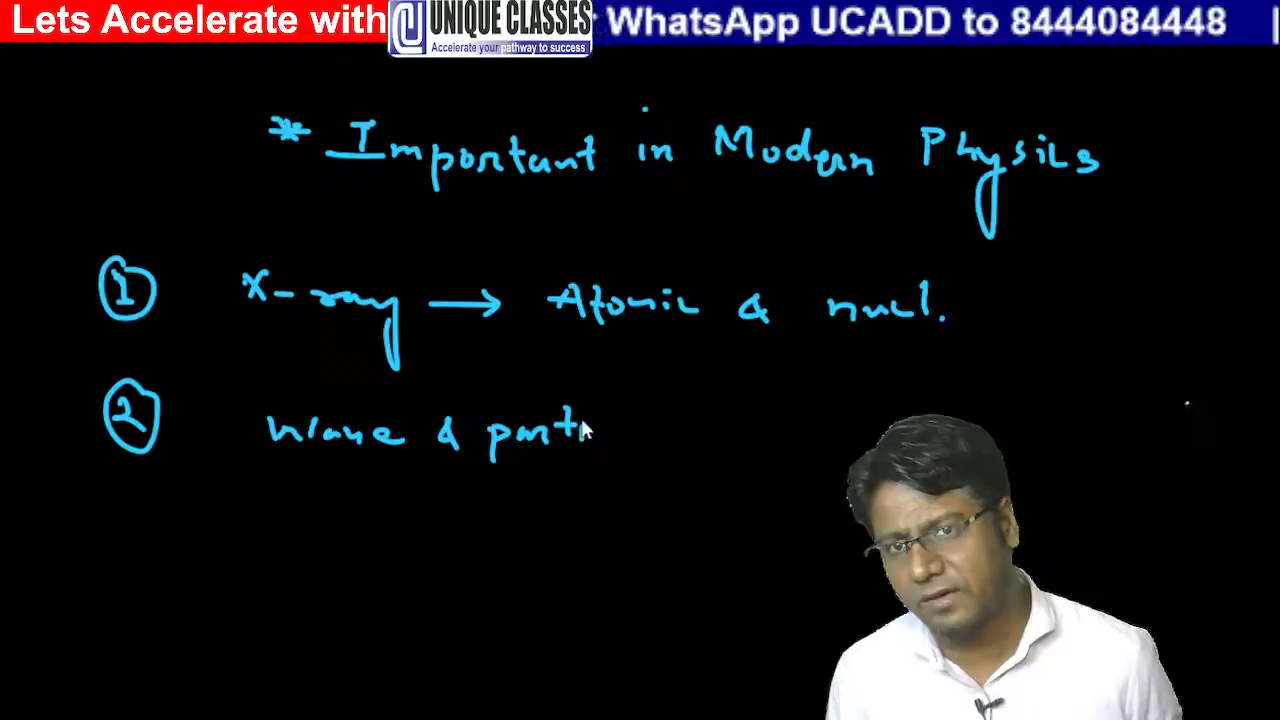 Lets Accelerate with UNIQUE CLASSES WhatsApp UCADD to 8444084448
Accelerate your pathway to success
* Important in Modern Physics
1 X-ray → Atomic & nucl.
2 Wave & part